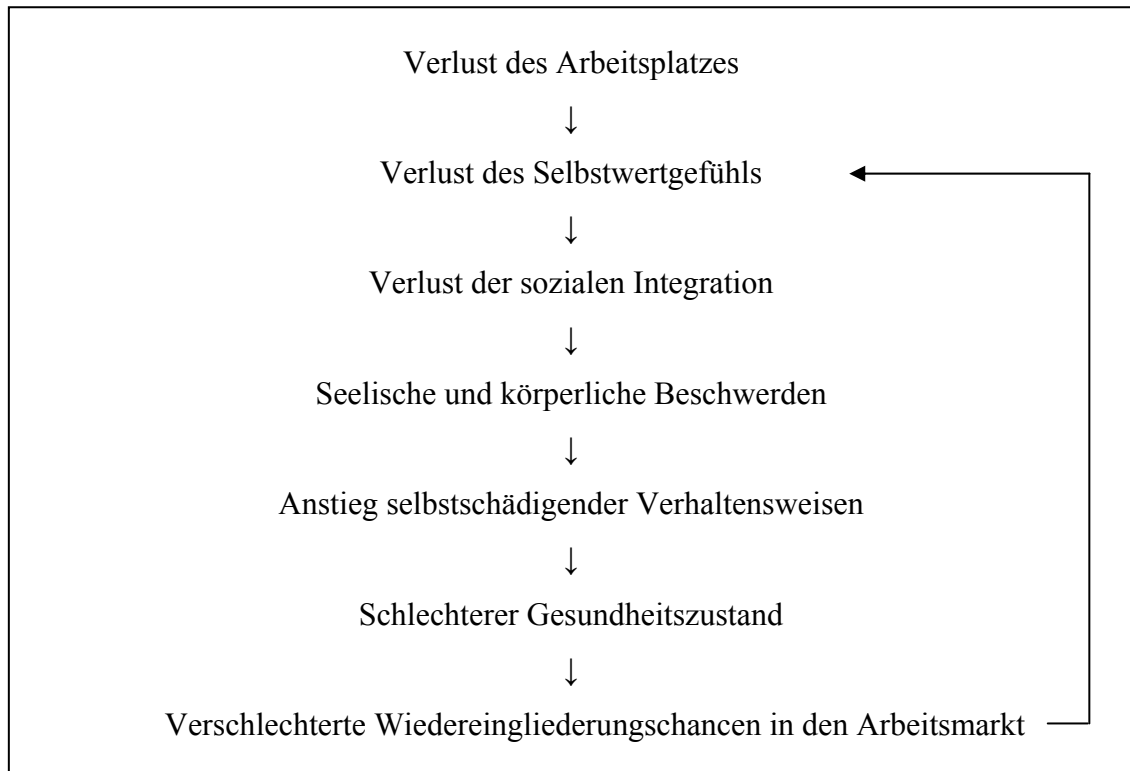 Verlust des Arbeitsplatzes
↓
Verlust des Selbstwertgefühls
↓
Verlust der sozialen Integration
↓
Seelische und körperliche Beschwerden
↓
Anstieg selbstschädigender Verhaltensweisen
↓
Schlechterer Gesundheitszustand
↓
Verschlechterte Wiedereingliederungschancen in den Arbeitsmarkt